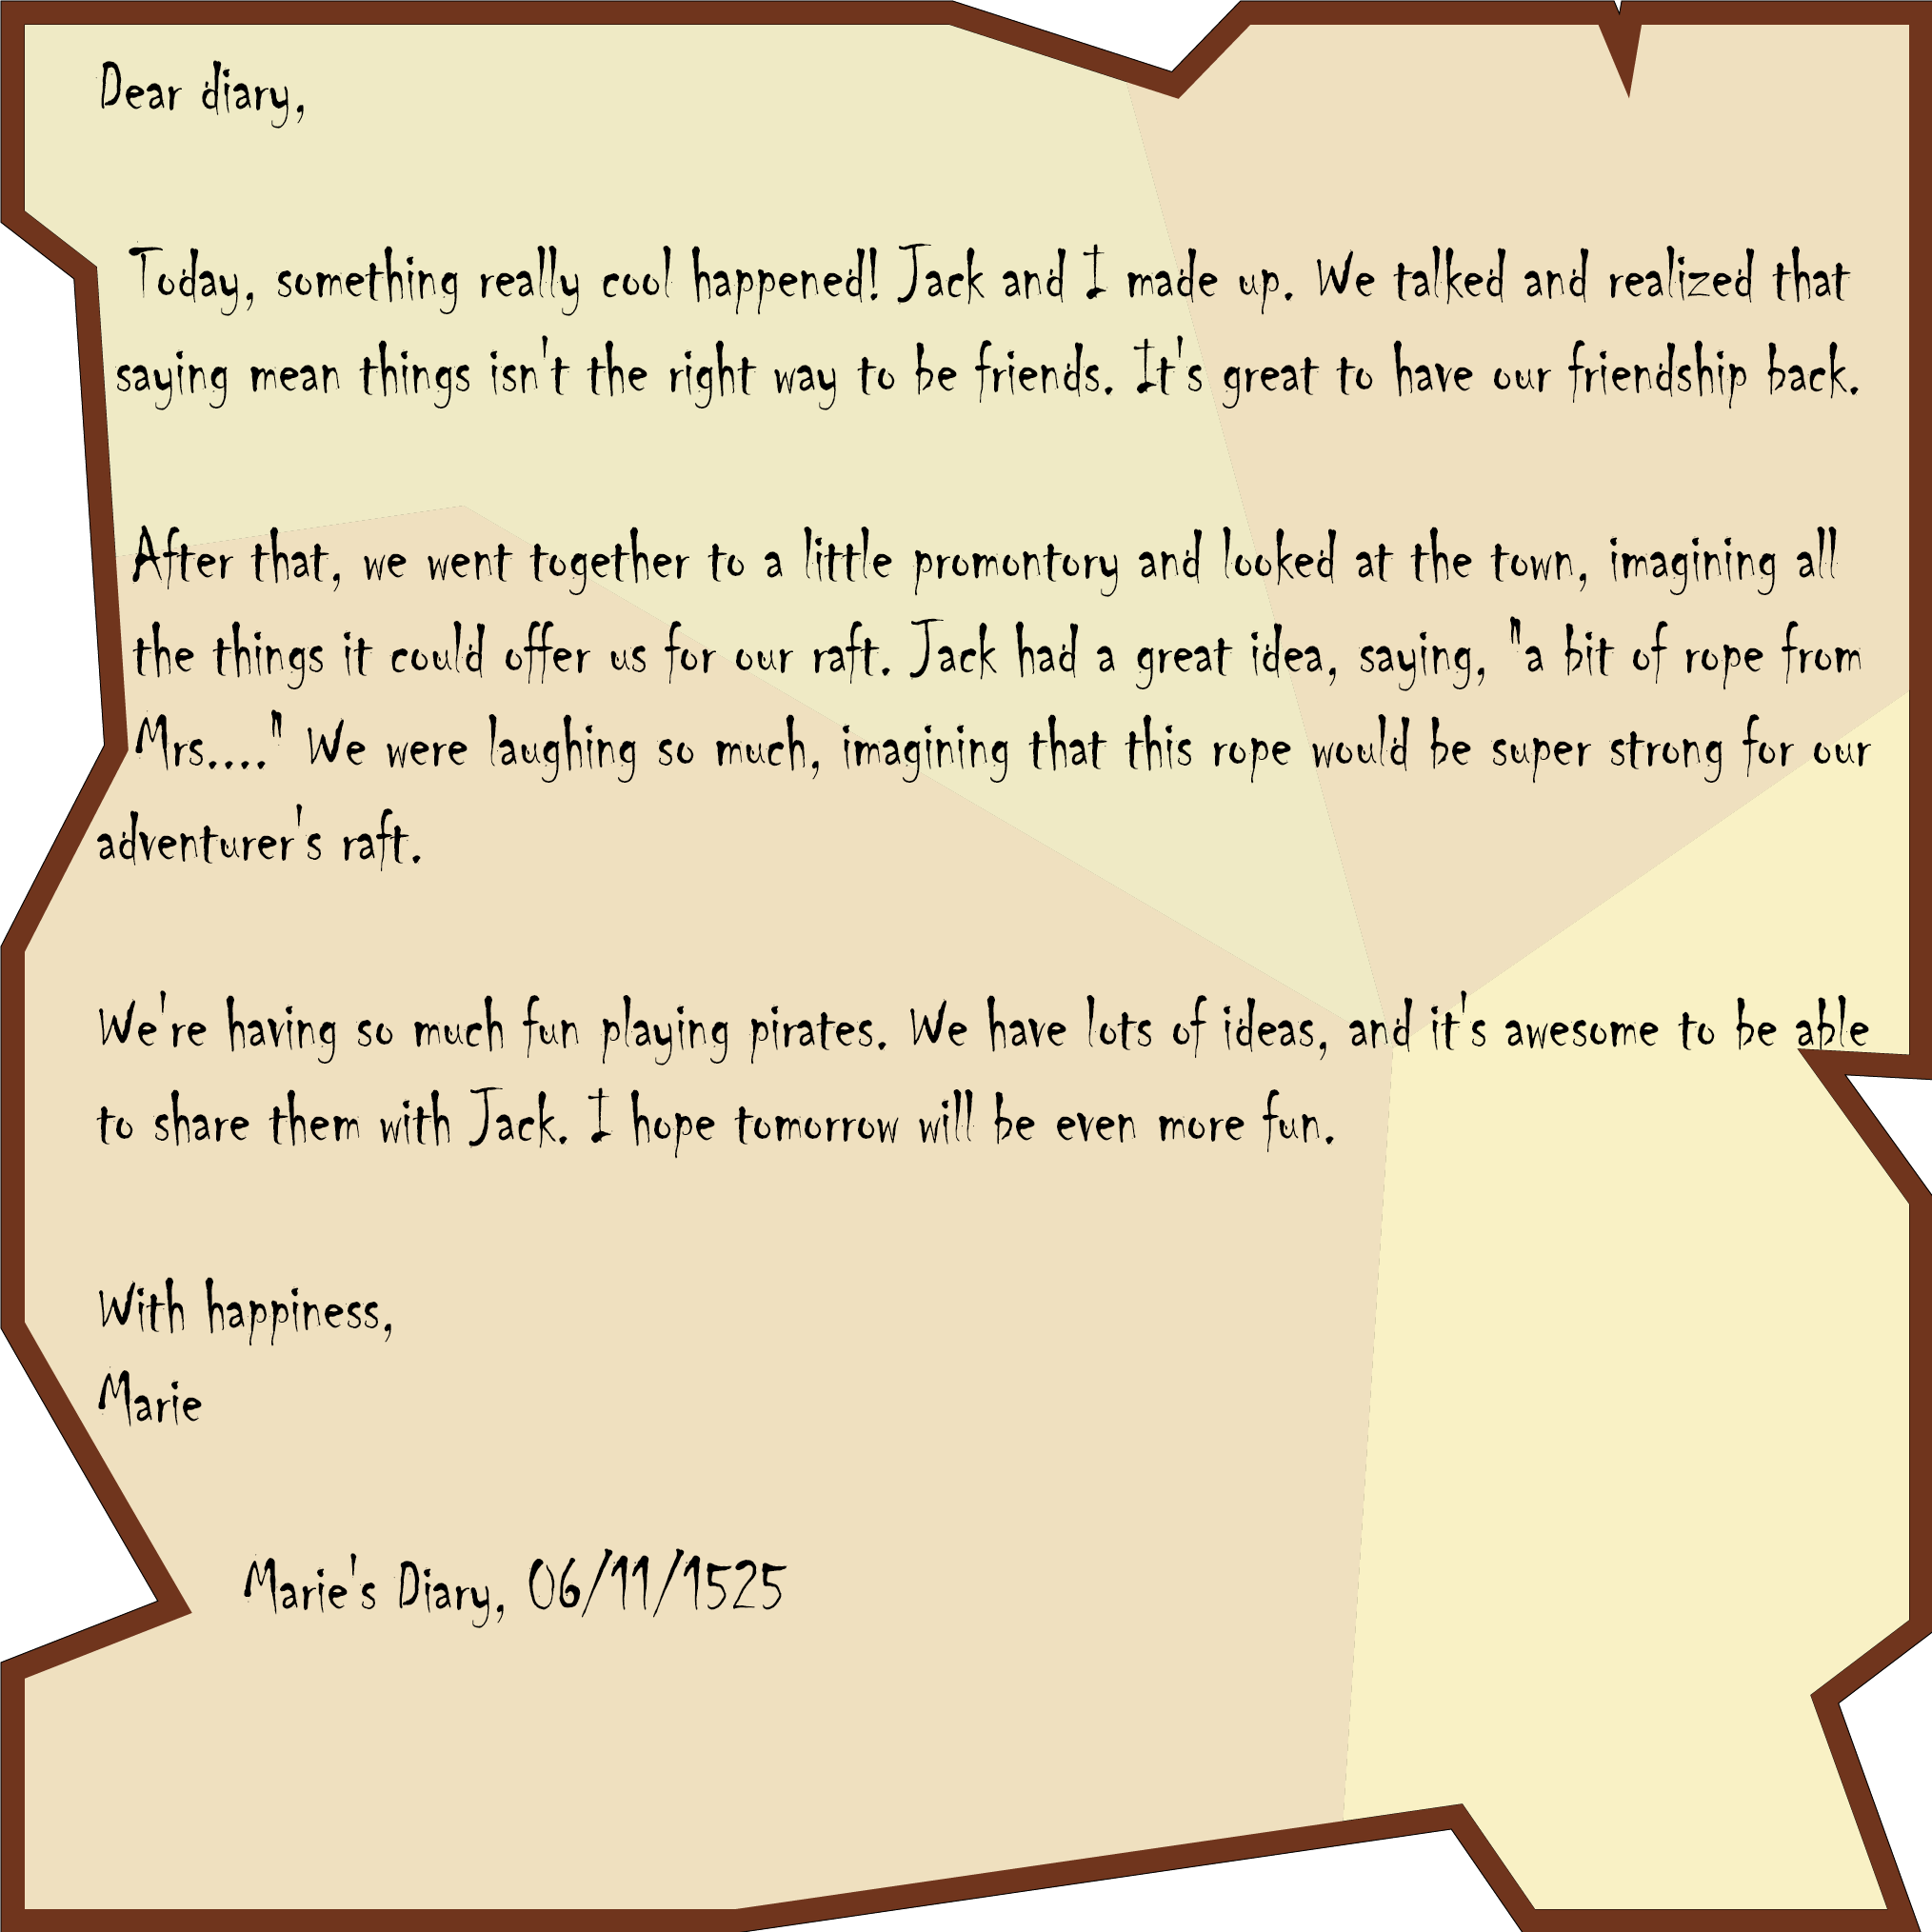 Dear diary,
Today, something really cool happened! Jack and I made up. We talked and realized that
saying mean things isn't the right way to be friends. It's great to have our friendship back.
After that, we went together to a little promontory and looked at the town, imagining all
the things it could offer us for our raft. Jack had a great idea, saying, "a bit of rope from
Mrs...." We were laughing so much, imagining that this rope would be super strong for our
adventurer's raft.
We're having so much fun playing pirates. We have lots of ideas, and it's awesome to be able
to share them with Jack. I hope tomorrow will be even more fun.
With happiness,
Marie
Marie's Diary, 06/11/1525